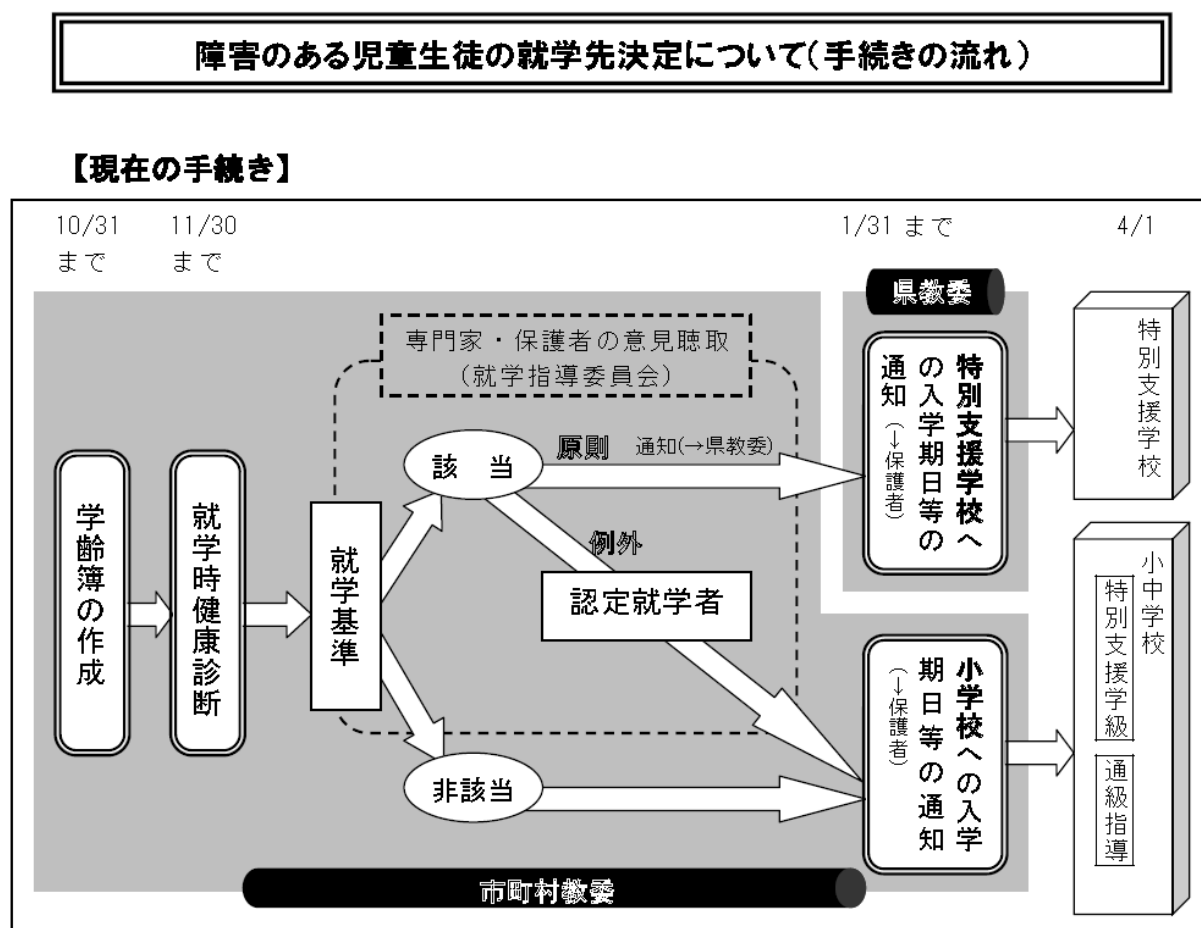 障害のある児童生徒の就学先決定について(手続きの流れ)
【現在の手続き】
10/31
まで
11/30
まで
1/31 まで
4/1
県教委
専門家・保護者の意見聴取
(就学指導委員会)
学齢簿の作成
就学時健康診断
就学基準
該 当
原則
通知(→県教委)
例外
認定就学者
非該当
特別支援学校へ
の入学期日等の
通知(→保護者)
小学校への入学
期日等の通知
(→保護者)
特別支援学校
小中学校
特別支援学級
通級指導
市町村教委